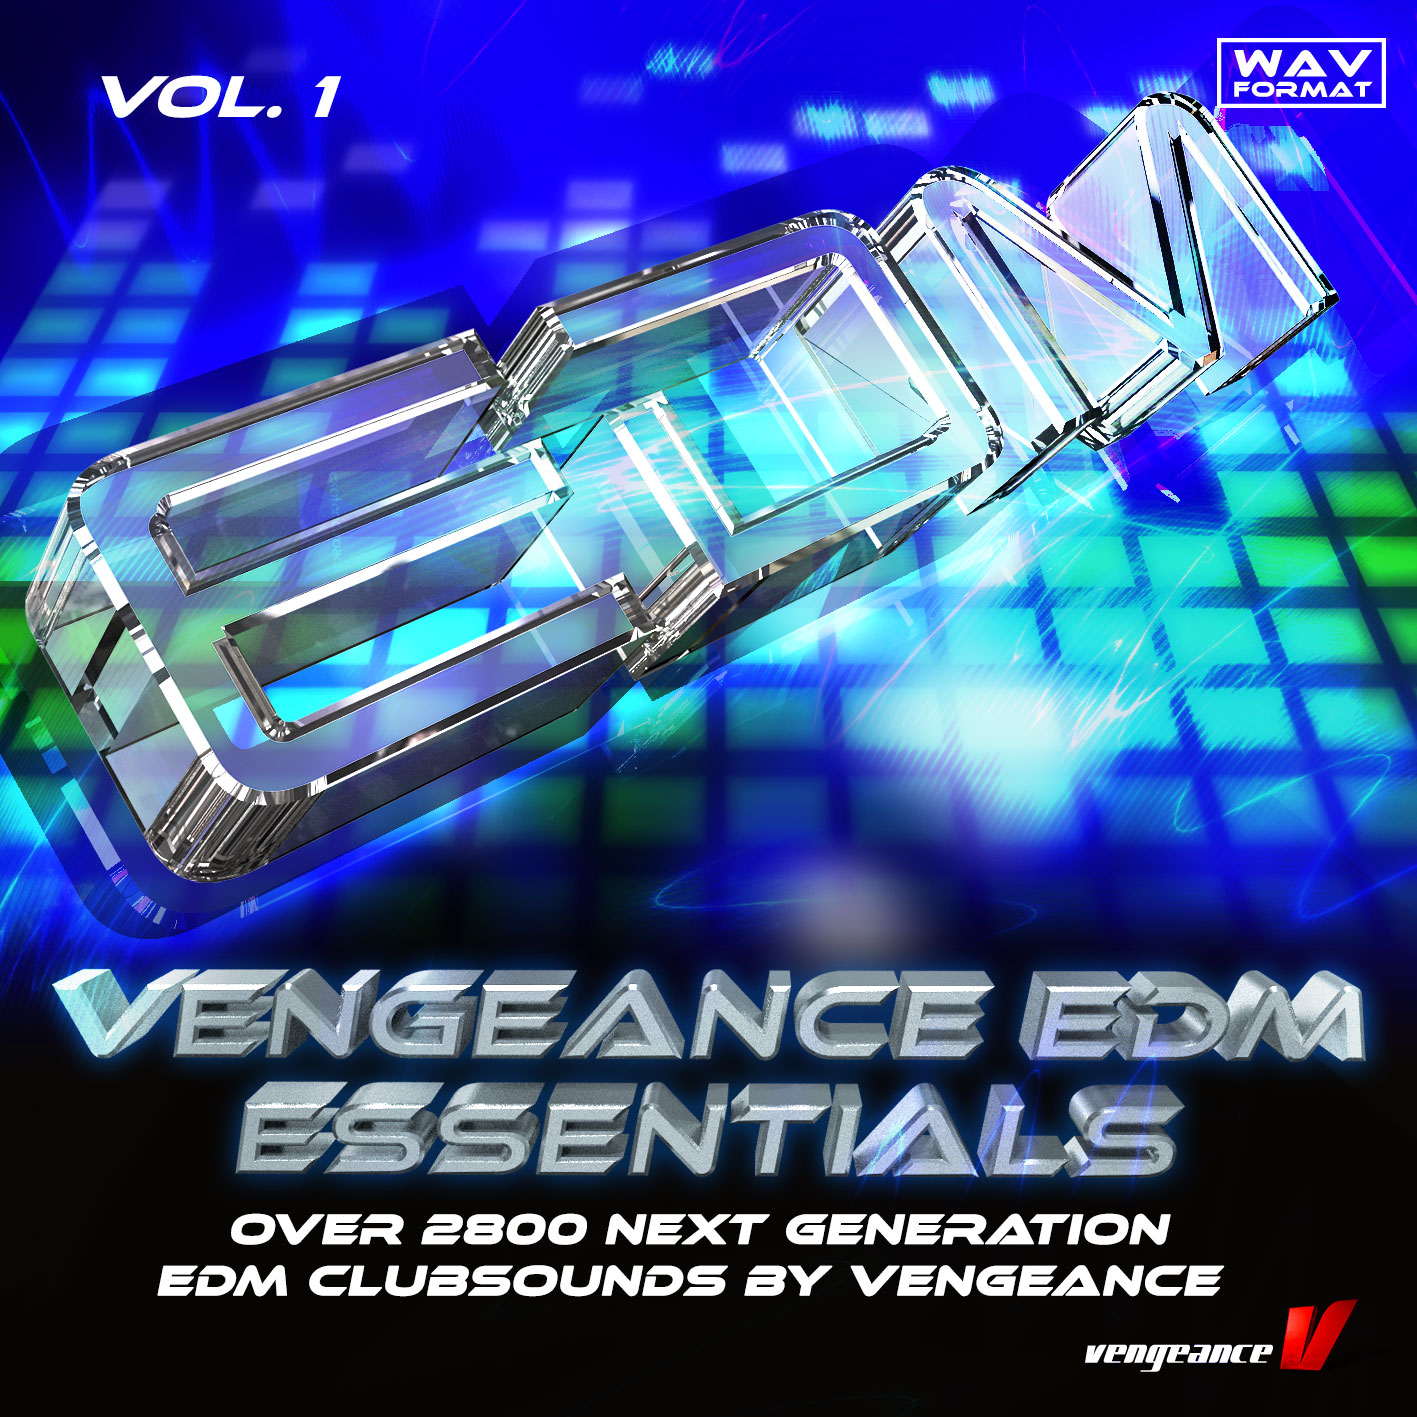 VOL. 1
WAV
FORMAT
EDM
VENGEANCE EDM
ESSENTIALS
OVER 2800 NEXT GENERATION
EDM CLUBSOUNDS BY VENGEANCE
vengeance V